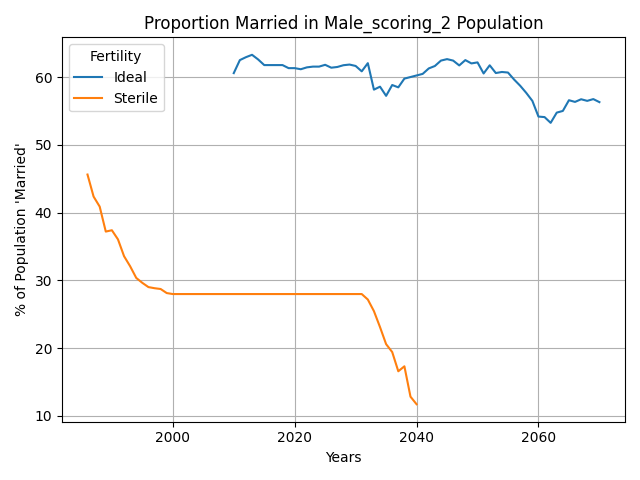 Proportion Married in Male_scoring_2 Population
Fertility
Ideal
Sterile
% of Population 'Married'
60
50
40
30
20
10
2000 2020 2040 2060
Years